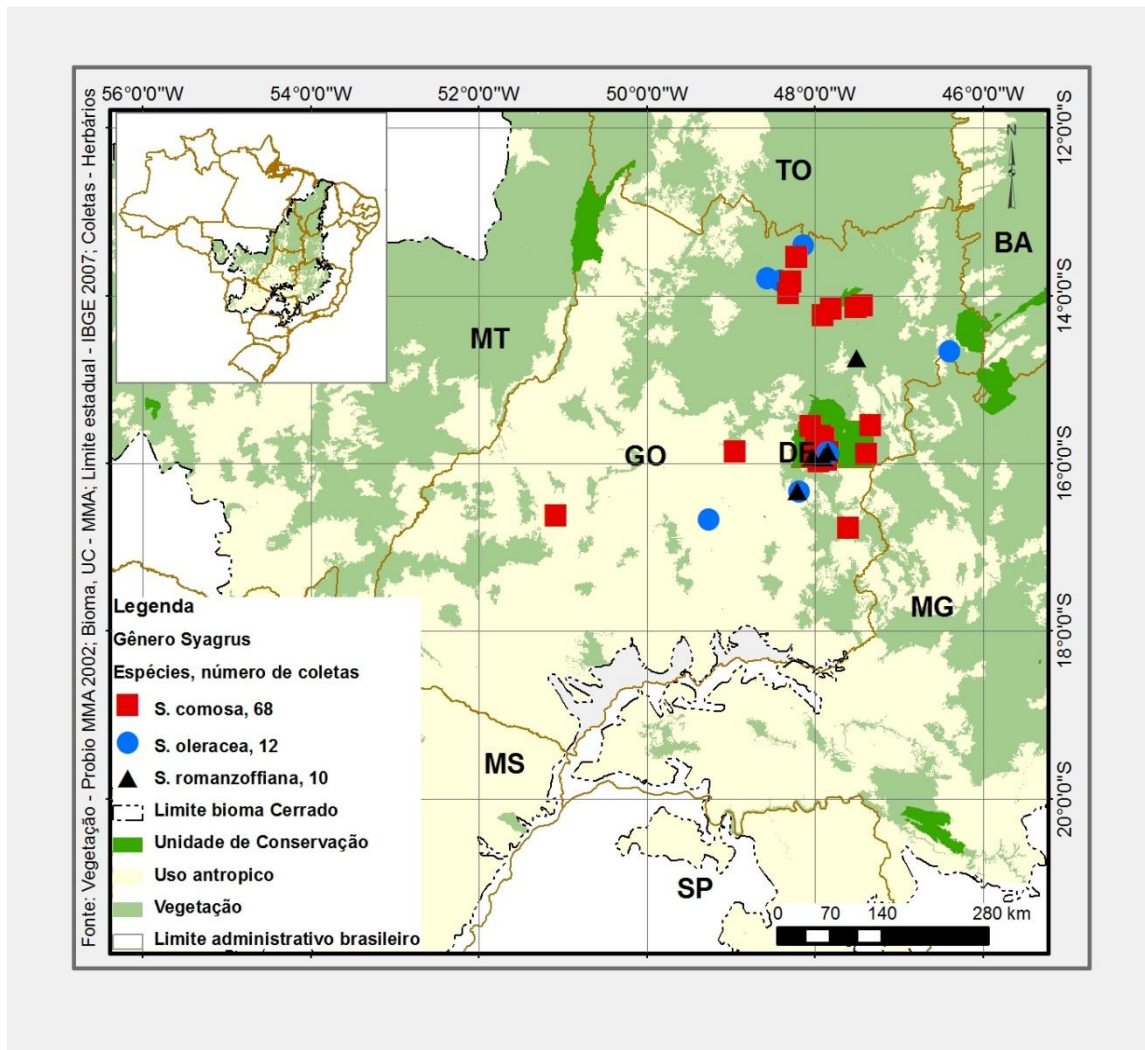 56°0'0"W 54°0'0"W 52°0'0"W 50°0'0"W 48°0'0"W 46°0'0"W
12°0'0"S
14°0'0"S
16°0'0"S
18°0'0"S
20°0'0"S
N
TO
BA
MT
GO
DF
MG
MS
SP
Legenda
Gênero Syagrus
Espécies, número de coletas
S. comosa, 68
S. oleracea, 12
S. romanzoffiana, 10
Limite bioma Cerrado
Unidade de Conservação
Uso antropico
Vegetação
Limite administrativo brasileiro
0 70 140 280 km
Fonte: Vegetação - Probio MMA 2002; Bioma, UC - MMA; Limite estadual - IBGE 2007; Coletas - Herbários